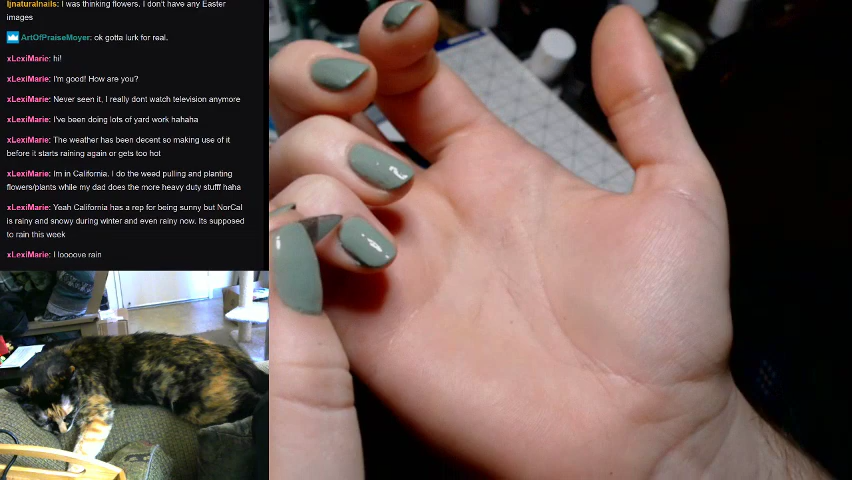 ljnaturalnails: I was thinking flowers. I don't have any Easter
images
ArtOfPraiseMoyer: ok gotta lurk for real.
xLexiMarie: hi!
xLexiMarie: I'm good! How are you?
xLexiMarie: Never seen it, I really dont watch television anymore
xLexiMarie: I've been doing lots of yard work hahaha
xLexiMarie: The weather has been decent so making use of it
before it starts raining again or gets too hot
xLexiMarie: Im in California. I do the weed pulling and planting
flowers/plants while my dad does the more heavy duty stufff haha
xLexiMarie: Yeah California has a rep for being sunny but NorCal
is rainy and snowy during winter and even rainy now. Its supposed
to rain this week
xLexiMarie: I loooove rain